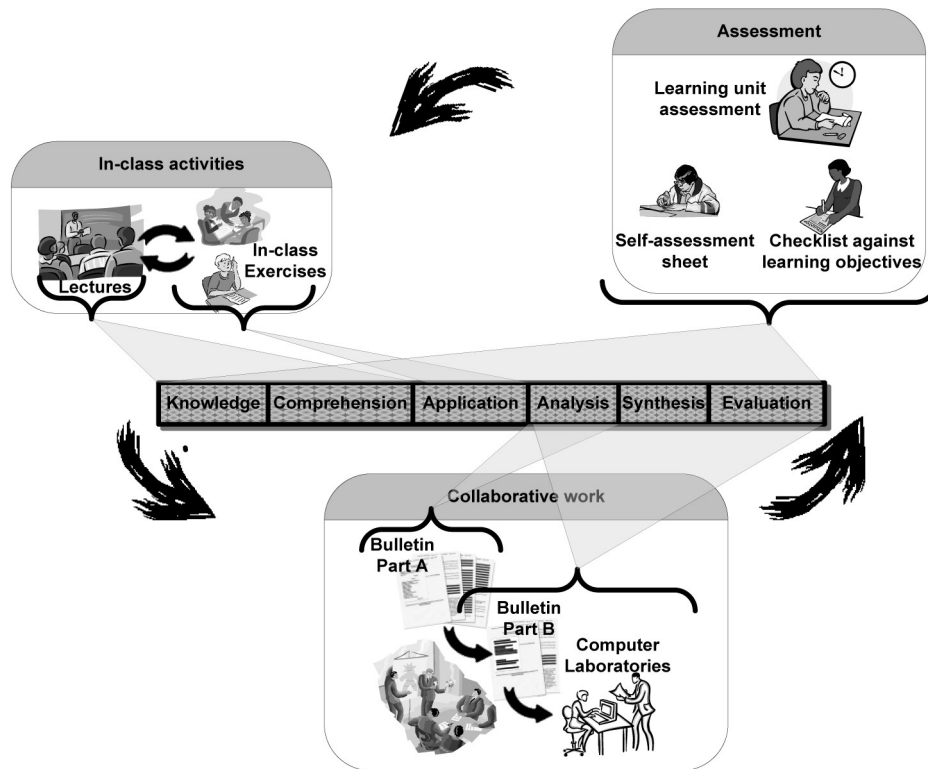 Assessment
Learning unit
assessment
Self-assessment
sheet
Checklist against
learning objectives
In-class activities
In-class
Exercises
Lectures
Knowledge Comprehension Application Analysis Synthesis Evaluation
Collaborative work
Bulletin
Part A
Bulletin
Part B
Computer
Laboratories